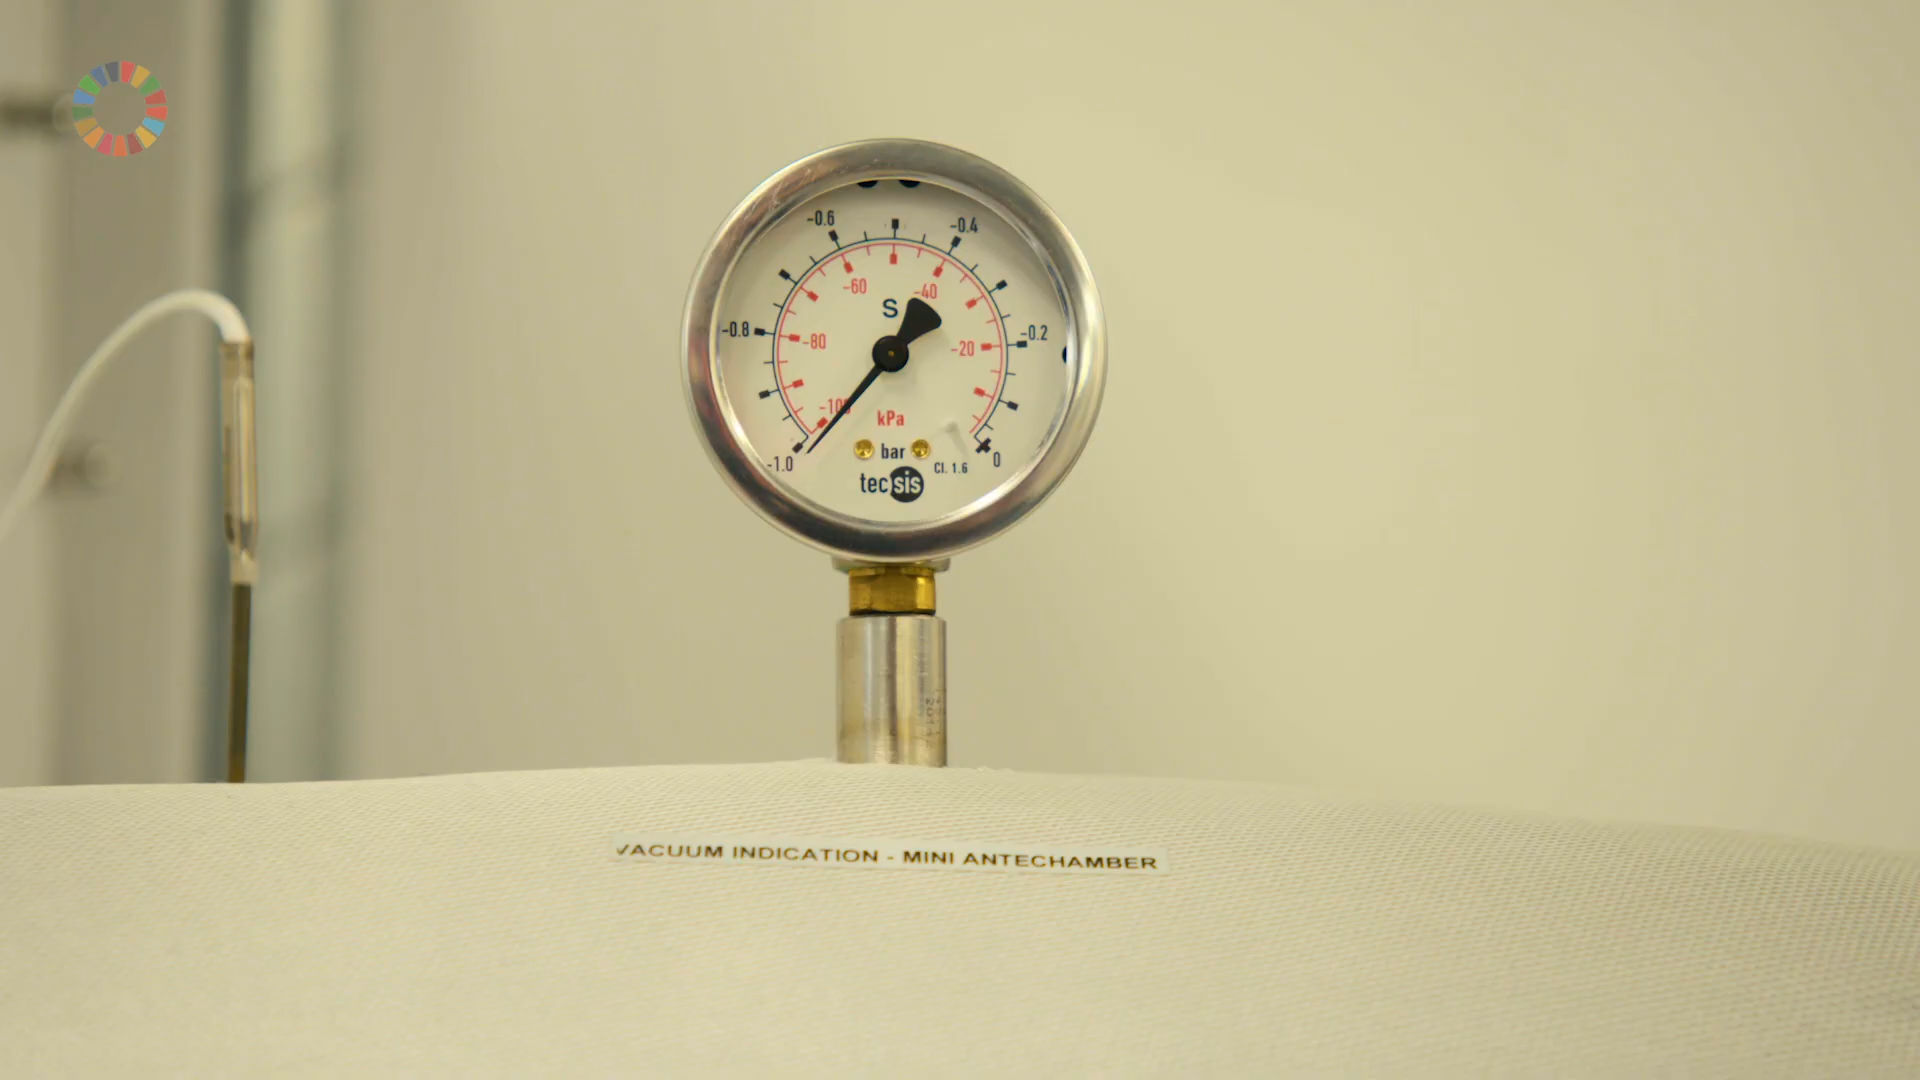 -0.6
-0.4
-60
-40
S
-0.8
-80
-20
-0.2
-100
kPa
-1.0
bar
Cl. 1.6
0
tecsis
VACUUM INDICATION - MINI ANTECHAMBER